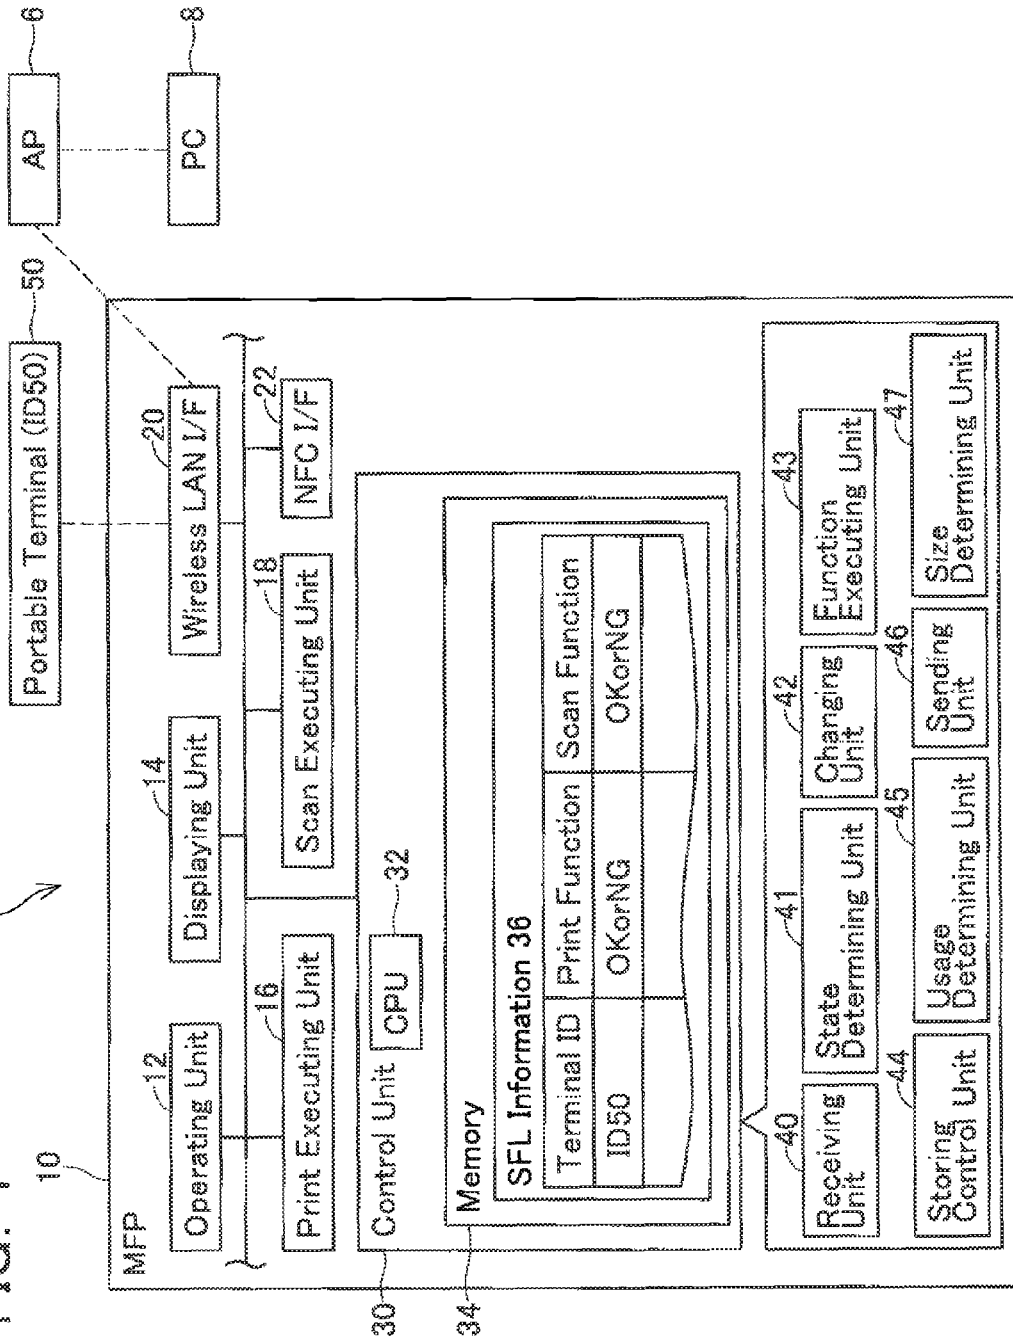 FIG. 1
10
MFP
Portable Terminal (ID50)
50
AP
6
PC
8
12
Operating Unit
14
Displaying Unit
20
Wireless LAN I/F
16
Print Executing Unit
18
Scan Executing Unit
22
NFC I/F
30
Control Unit
CPU
32
34
Memory
SFL Information 36
Terminal ID
Print Function
Scan Function
ID50
OKorNG
OKorNG
40
Receiving
Unit
41
State
Determining Unit
42
Changing
Unit
43
Function
Executing Unit
44
Storing
Control Unit
45
Usage
Determining Unit
46
Sending
Unit
47
Size
Determining Unit